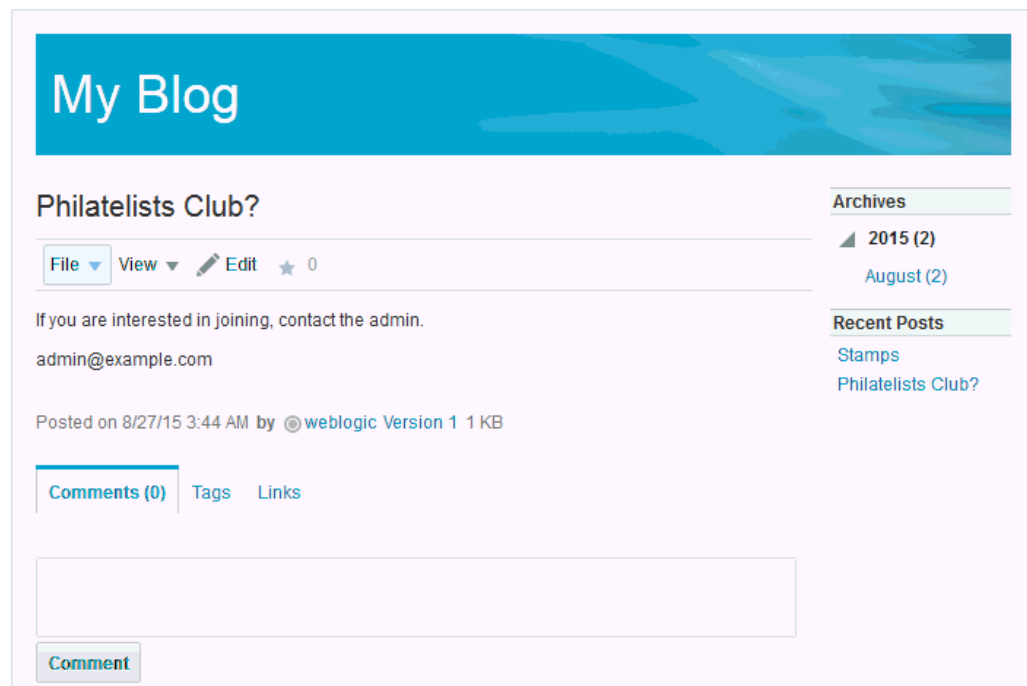 My Blog
Philatelists Club?
File View Edit 0
If you are interested in joining, contact the admin.
admin@example.com
Posted on 8/27/15 3:44 AM by weblogic Version 1 1 KB
Comments (0) Tags Links
Comment
Archives
2015 (2)
August (2)
Recent Posts
Stamps
Philatelists Club?